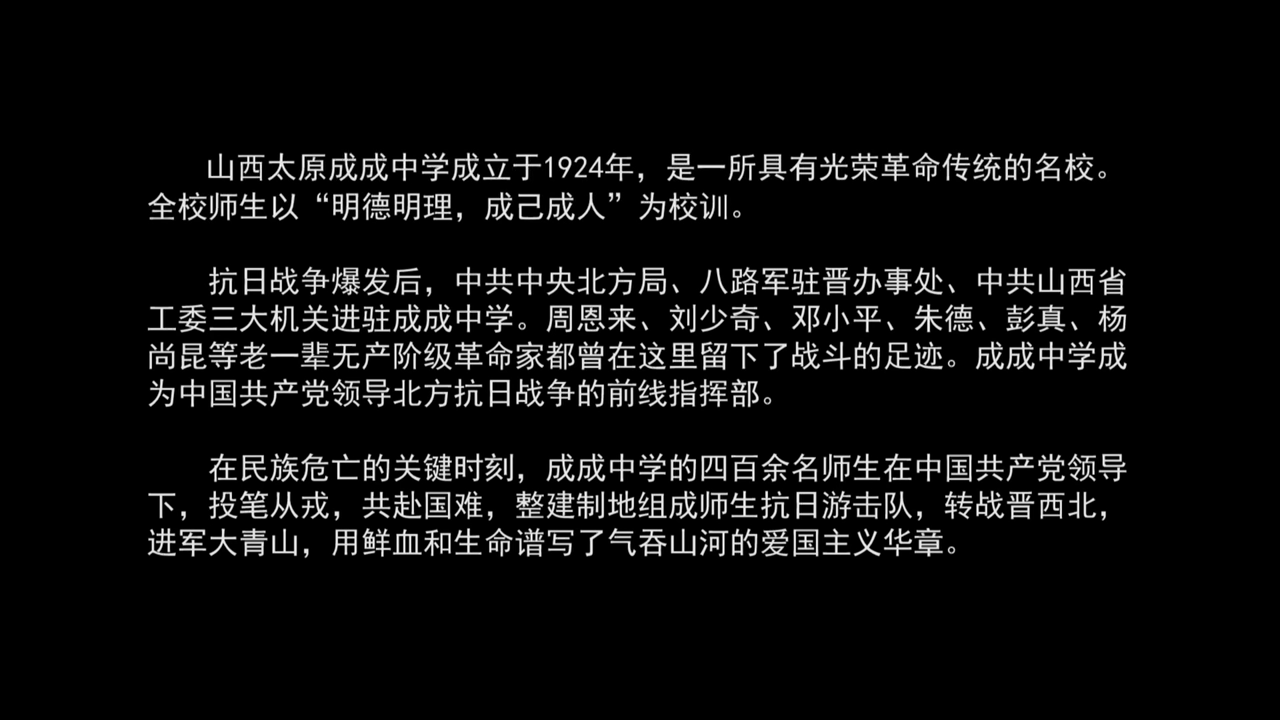 山西太原成成中学成立于1924年，是一所具有光荣革命传统的名校。
全校师生以“明德明理，成己成人”为校训。
抗日战争爆发后，中共中央北方局、八路军驻晋办事处、中共山西省
工委三大机关进驻成成中学。周恩来、刘少奇、邓小平、朱德、彭真、杨
尚昆等老一辈无产阶级革命家都曾在这里留下了战斗的足迹。成成中学成
为中国共产党领导北方抗日战争的前线指挥部。
在民族危亡的关键时刻，成成中学的四百余名师生在中国共产党领导
下，投笔从戎，共赴国难，整建制地组成师生抗日游击队，转战晋西北，
进军大青山，用鲜血和生命谱写了气吞山河的爱国主义华章。